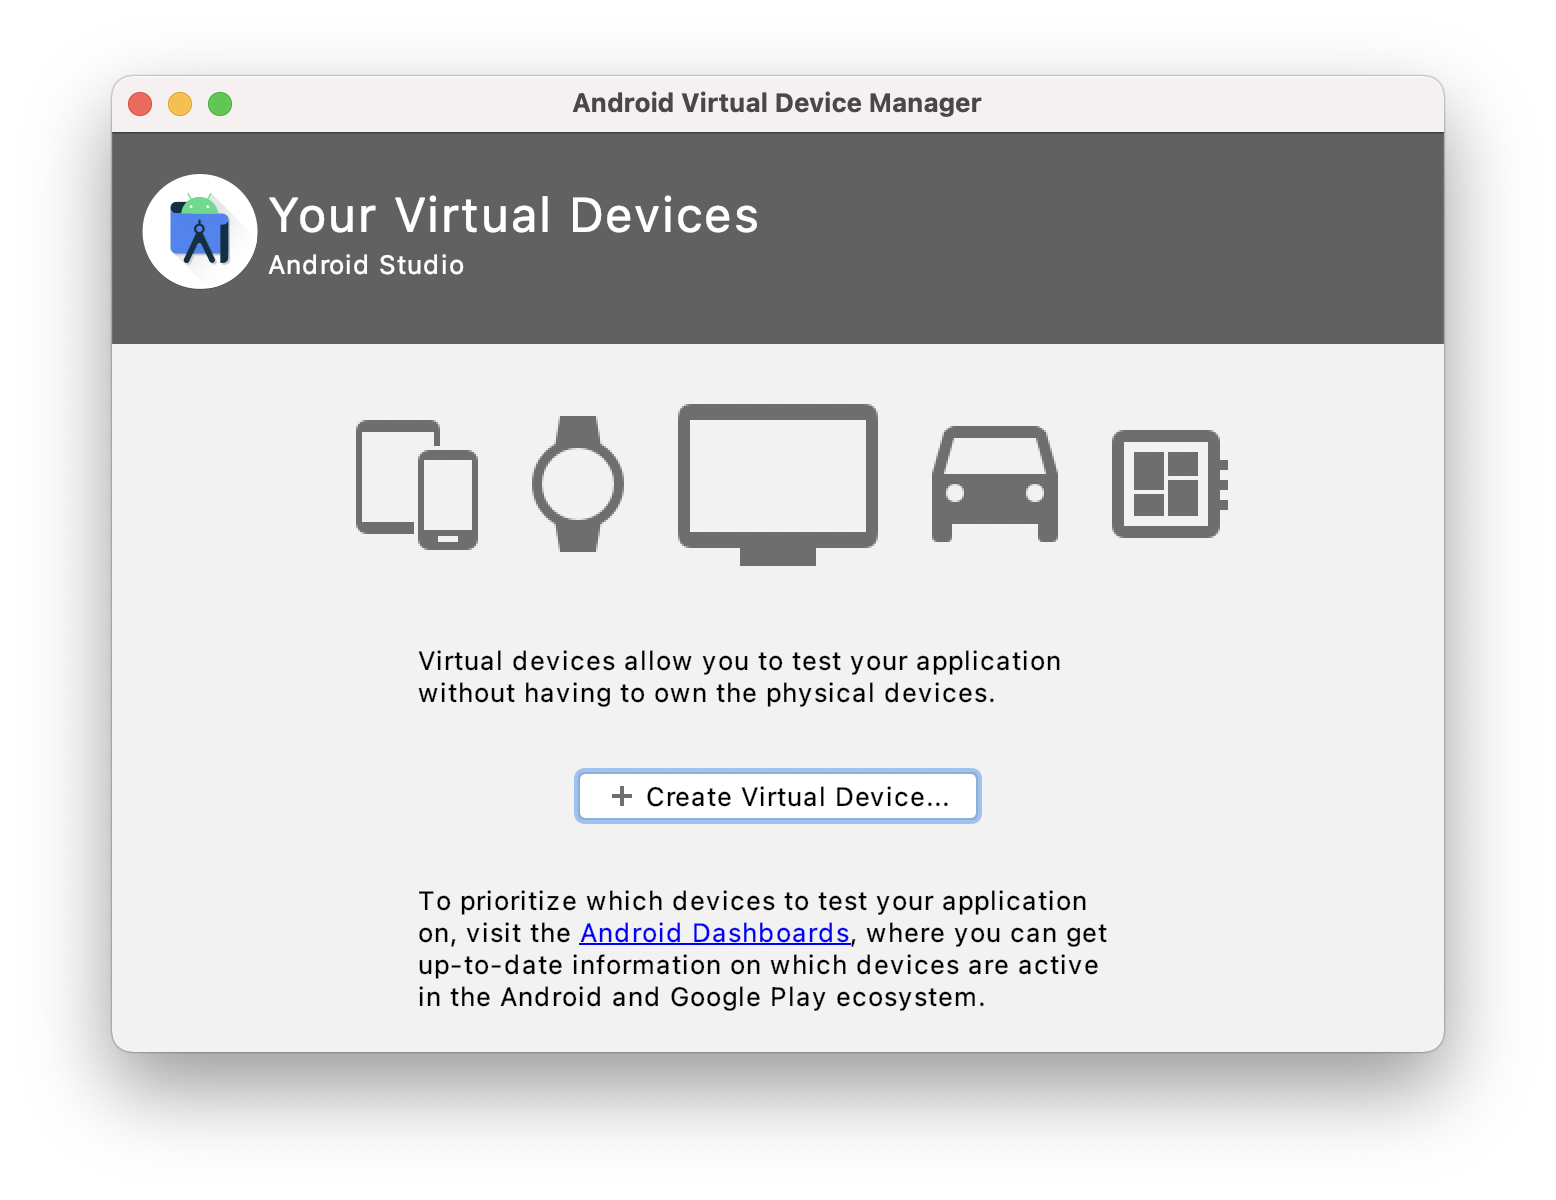 Android Virtual Device Manager
Your Virtual Devices
Android Studio
Virtual devices allow you to test your application
without having to own the physical devices.
+ Create Virtual Device...
To prioritize which devices to test your application
on, visit the Android Dashboards, where you can get
up-to-date information on which devices are active
in the Android and Google Play ecosystem.